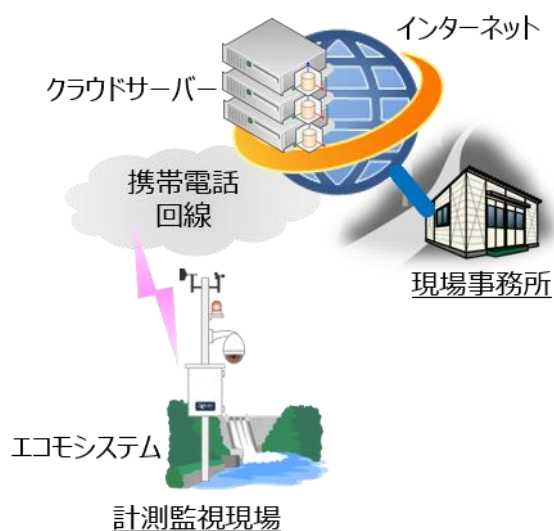 インターネット
クラウドサーバー
携帯電話
回線
現場事務所
エコモシステム
計測監視現場